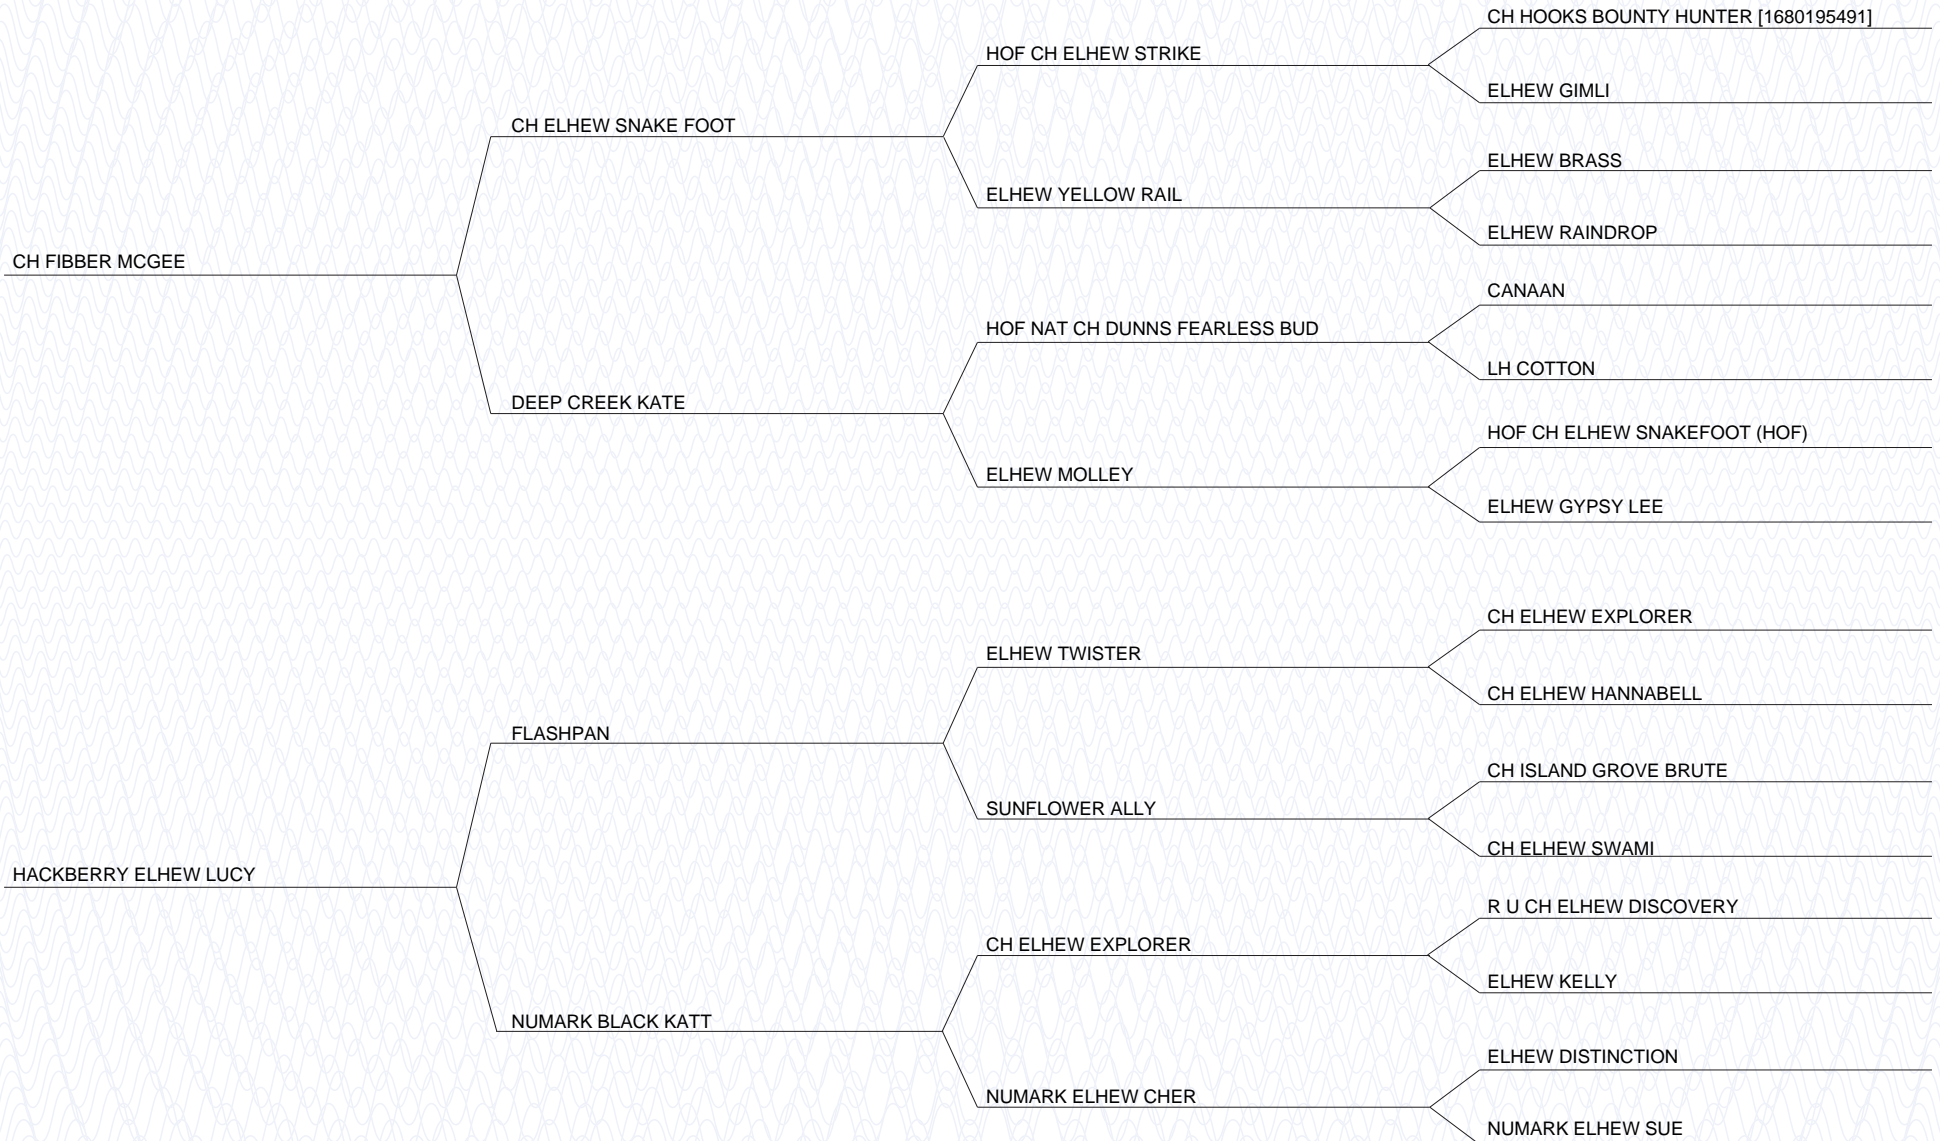 CH HOOKS BOUNTY HUNTER [1680195491]
HOF CH ELHEW STRIKE
ELHEW GIMLI
CH ELHEW SNAKE FOOT
ELHEW BRASS
ELHEW YELLOW RAIL
ELHEW RAINDROP
CH FIBBER MCGEE
CANAAN
HOF NAT CH DUNNS FEARLESS BUD
LH COTTON
DEEP CREEK KATE
HOF CH ELHEW SNAKEFOOT (HOF)
ELHEW MOLLEY
ELHEW GYPSY LEE
CH ELHEW EXPLORER
ELHEW TWISTER
CH ELHEW HANNABELL
FLASHPAN
CH ISLAND GROVE BRUTE
SUNFLOWER ALLY
CH ELHEW SWAMI
HACKBERRY ELHEW LUCY
R U CH ELHEW DISCOVERY
CH ELHEW EXPLORER
ELHEW KELLY
NUMARK BLACK KATT
ELHEW DISTINCTION
NUMARK ELHEW CHER
NUMARK ELHEW SUE